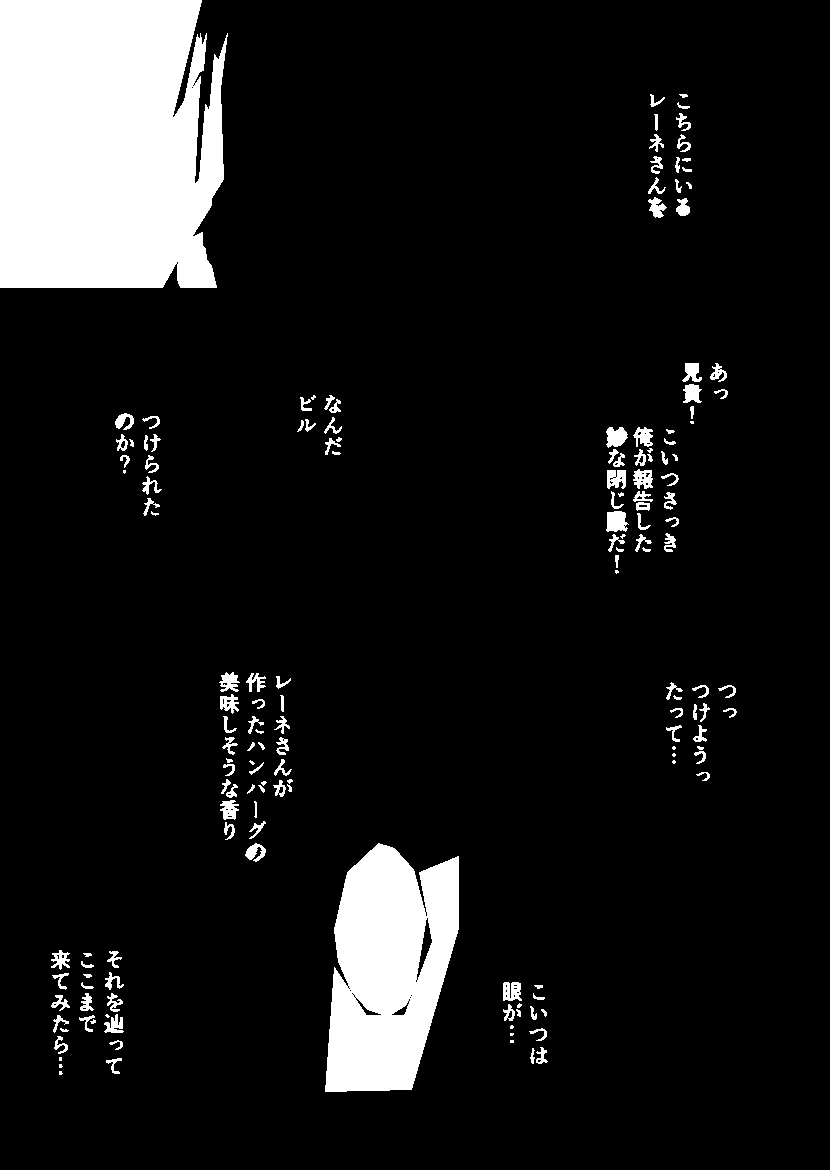 こちらにいる
レーネさんを
あっ
兄貴！
こいつさっき
俺が報告した
妙な閉じ眼だ！
なんだ
ビル
つけられた
のか？
つっ
つけようっ
たって…
レーネさんが
作ったハンバーグの
美味しそうな香り
こいつは
眼が…
それを辿って
ここまで
来てみたら…